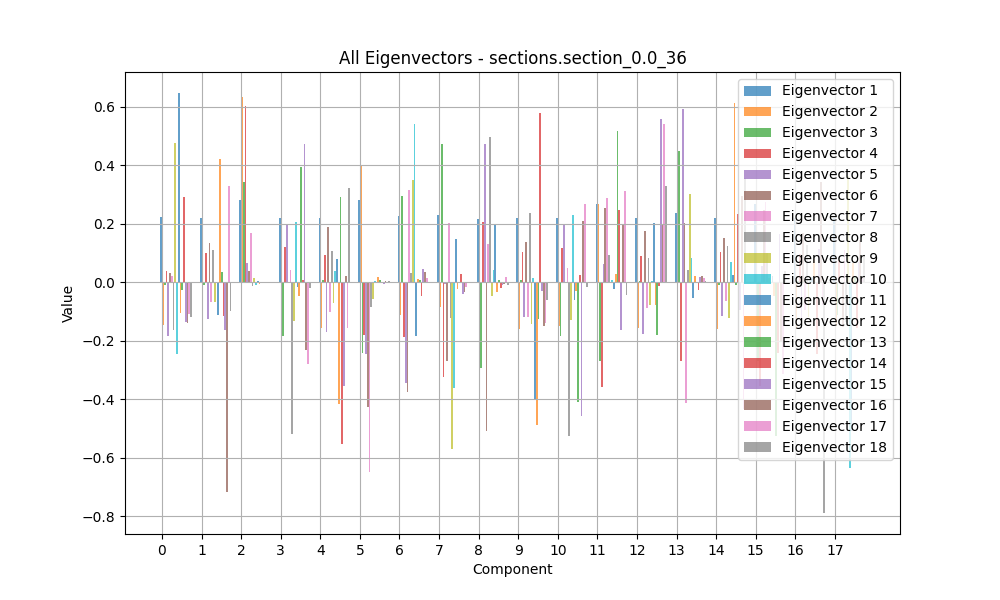 All Eigenvectors - sections.section_0.0_36
Value
0.6
0.4
0.2
0.0
−0.2
−0.4
−0.6
−0.8
0 1 2 3 4 5 6 7 8 9 10 11 12 13 14 15 16 17
Component
Eigenvector 1
Eigenvector 2
Eigenvector 3
Eigenvector 4
Eigenvector 5
Eigenvector 6
Eigenvector 7
Eigenvector 8
Eigenvector 9
Eigenvector 10
Eigenvector 11
Eigenvector 12
Eigenvector 13
Eigenvector 14
Eigenvector 15
Eigenvector 16
Eigenvector 17
Eigenvector 18